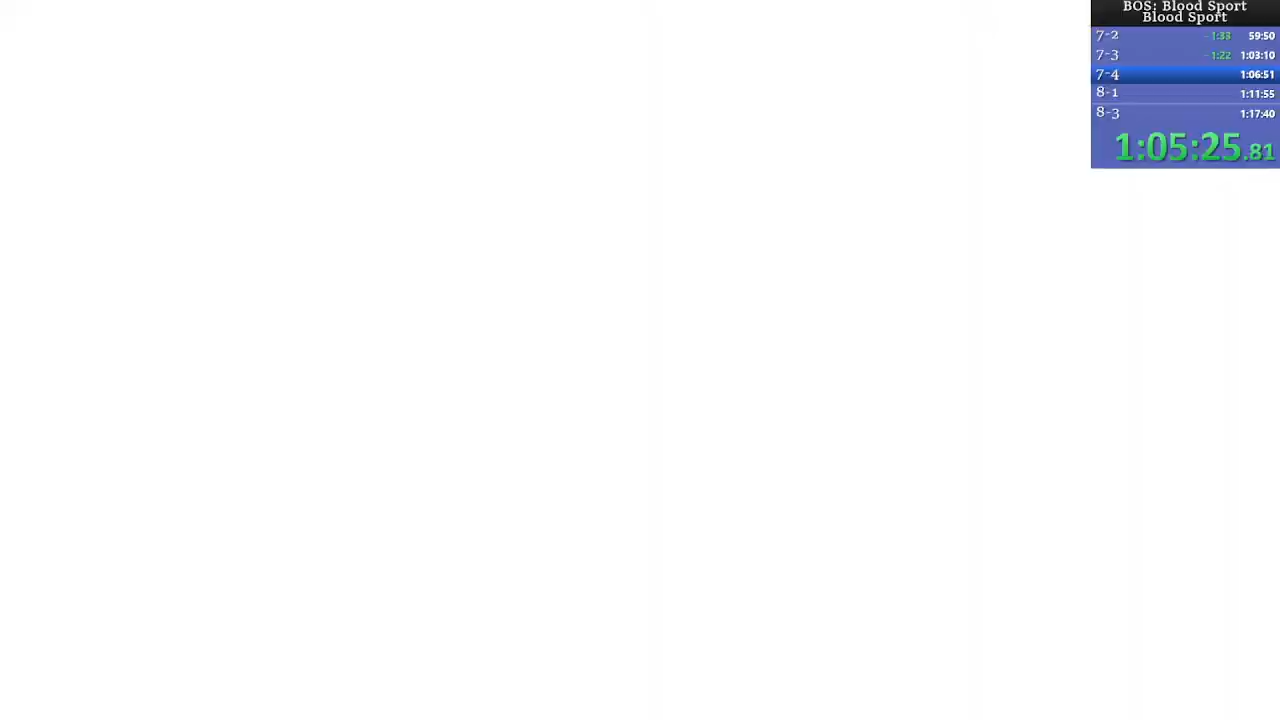 BOS: Blood Sport
Blood Sport
7-2 -1:33 59:50
7-3 -1:22 1:03:10
7-4 1:06:51
8-1 1:11:55
8-3 1:17:40
1:05:25.81